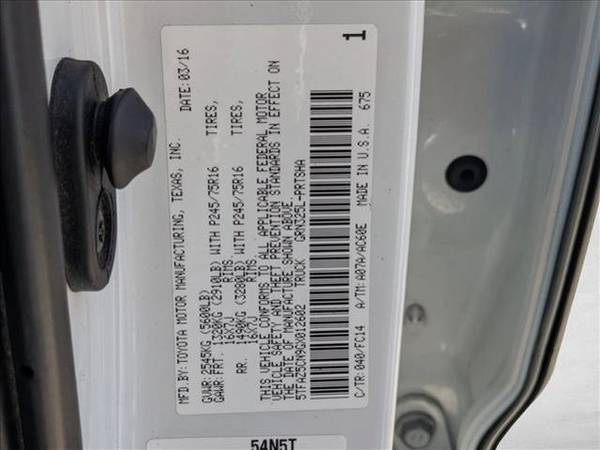 MFD.BY: TOYOTA MOTOR MANUFACTURING, TEXAS, INC. DATE: 03/16
GVWR: 2545KG (5600LB)
GAWR: FRT. 1320KG (2910LB) WITH P245/75R16 TIRES,
16X7J RIMS.
RR. 1490KG (3280LB) WITH P245/75R16 TIRES,
16X7J RIMS.
THIS VEHICLE CONFORMS TO ALL APPLICABLE FEDERAL MOTOR
VEHICLE SAFETY AND THEFT PREVENTION STANDARDS IN EFFECT ON
THE DATE OF MANUFACTURE SHOWN ABOVE.
5TFAZ5CN9GX012602 TRUCK GRN325L-PRTSHA
C/TR: 040/FC14 A/TM: A07A/AC60E MADE IN U.S.A. 675
1
54N5T